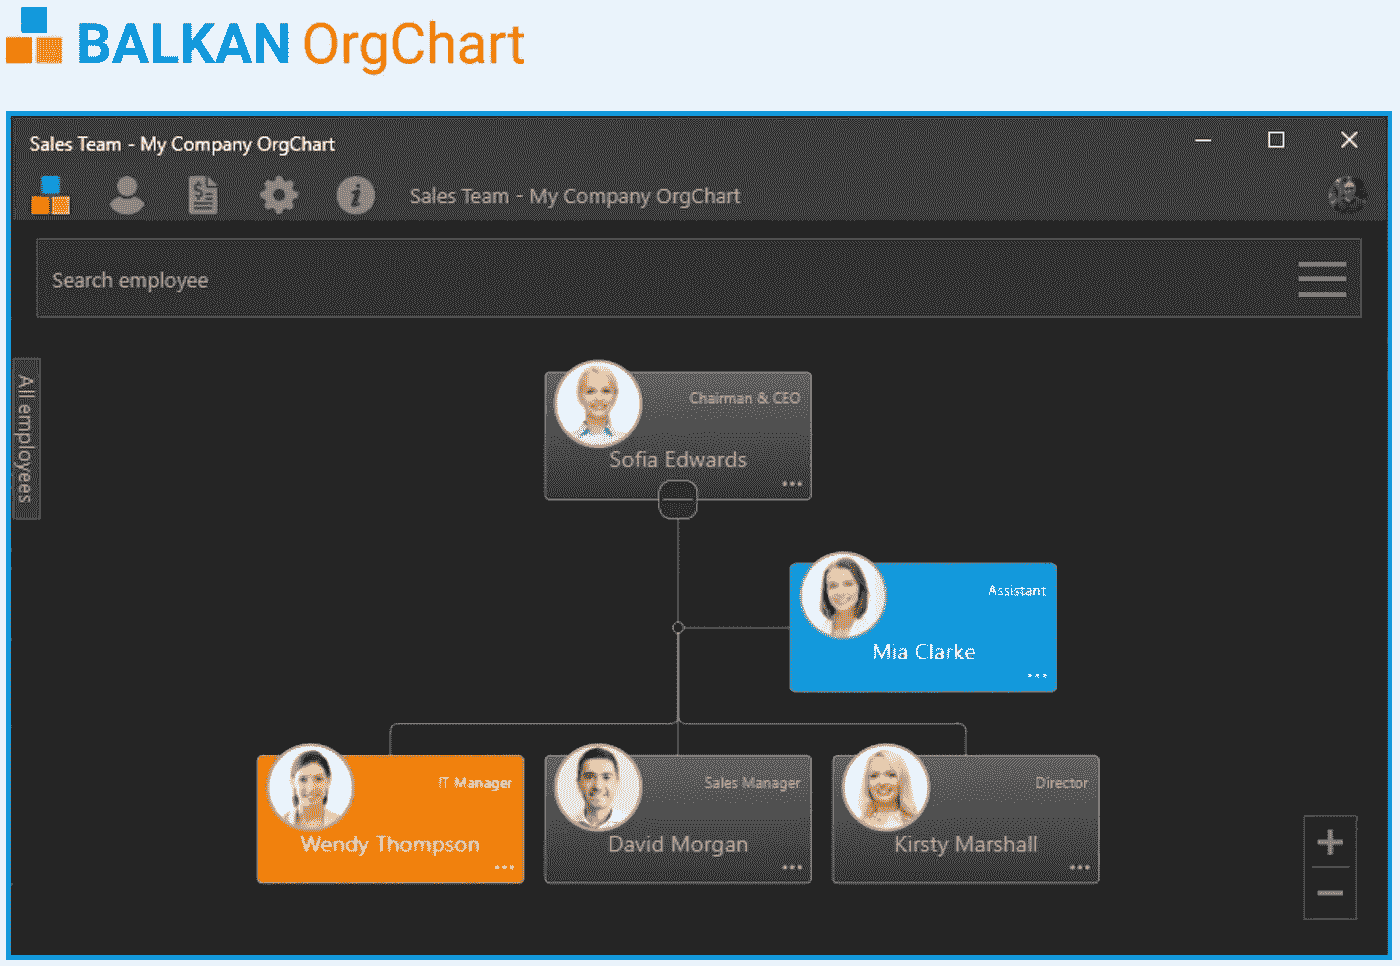 BALKAN OrgChart
Sales Team - My Company OrgChart
Sales Team - My Company OrgChart
Search employee
All employees
Chairman & CEO
Sofia Edwards
Assistant
Mia Clarke
IT Manager
Wendy Thompson
Sales Manager
David Morgan
Director
Kirsty Marshall